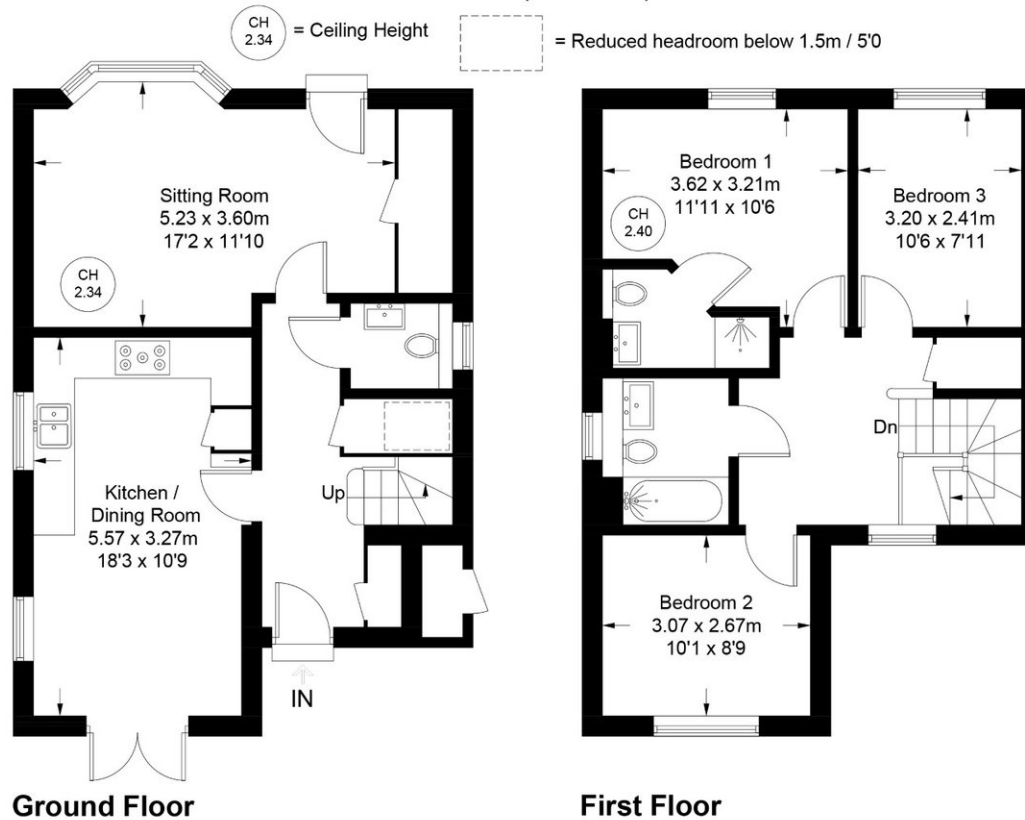 CH
2.34
= Ceiling Height
= Reduced headroom below 1.5m / 5'0
Sitting Room
5.23 x 3.60m
17'2 x 11'10
CH
2.34
Kitchen /
Dining Room
5.57 x 3.27m
18'3 x 10'9
Up
IN
Ground Floor
Bedroom 1
3.62 x 3.21m
11'11 x 10'6
CH
2.40
Bedroom 3
3.20 x 2.41m
10'6 x 7'11
Dn
Bedroom 2
3.07 x 2.67m
10'1 x 8'9
First Floor